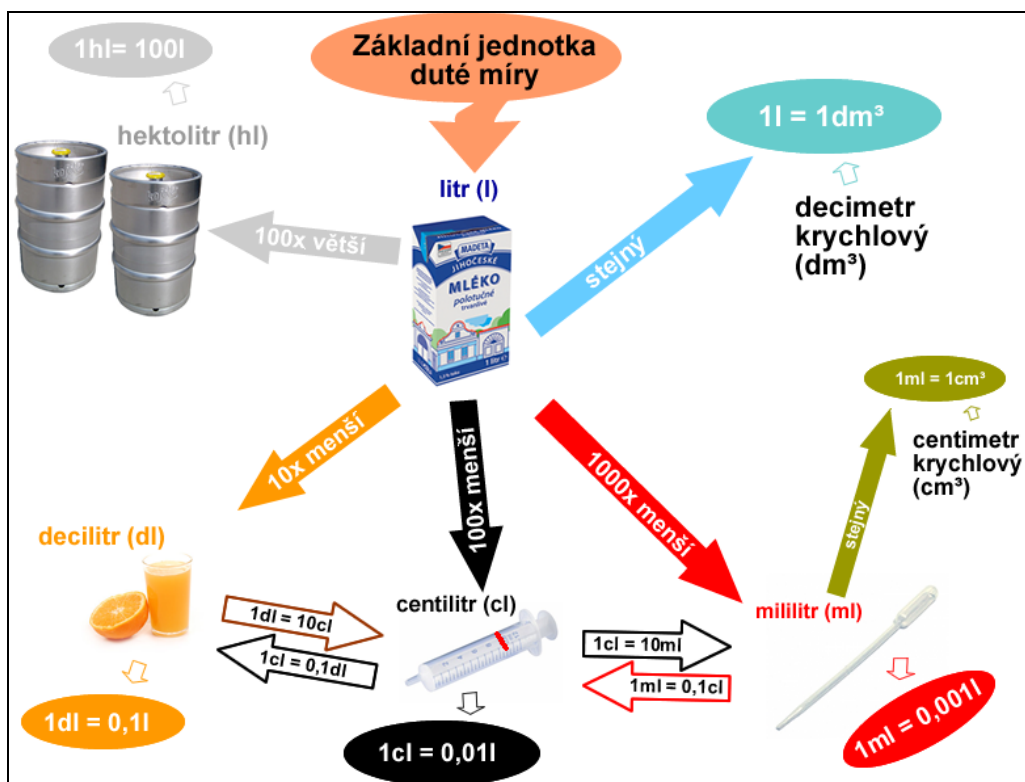 1hl= 100l
Základní jednotka
duté míry
1l = 1dm³
hektolitr (hl)
litr (l)
decimetr
krychlový
(dm³)
100x větší
stejný
MADETA
JIHOČESKÉ
MLÉKO
polotučné
trvanlivé
1 litr e
1ml = 1cm³
centimetr
krychlový
(cm³)
10x menší
100x menší
1000x menší
stejný
decilitr (dl)
centilitr (cl)
mililitr (ml)
1dl = 10cl
1cl = 0,1dl
1cl = 10ml
1ml = 0,1cl
1dl = 0,1l
1cl = 0,01l
1ml = 0,001l